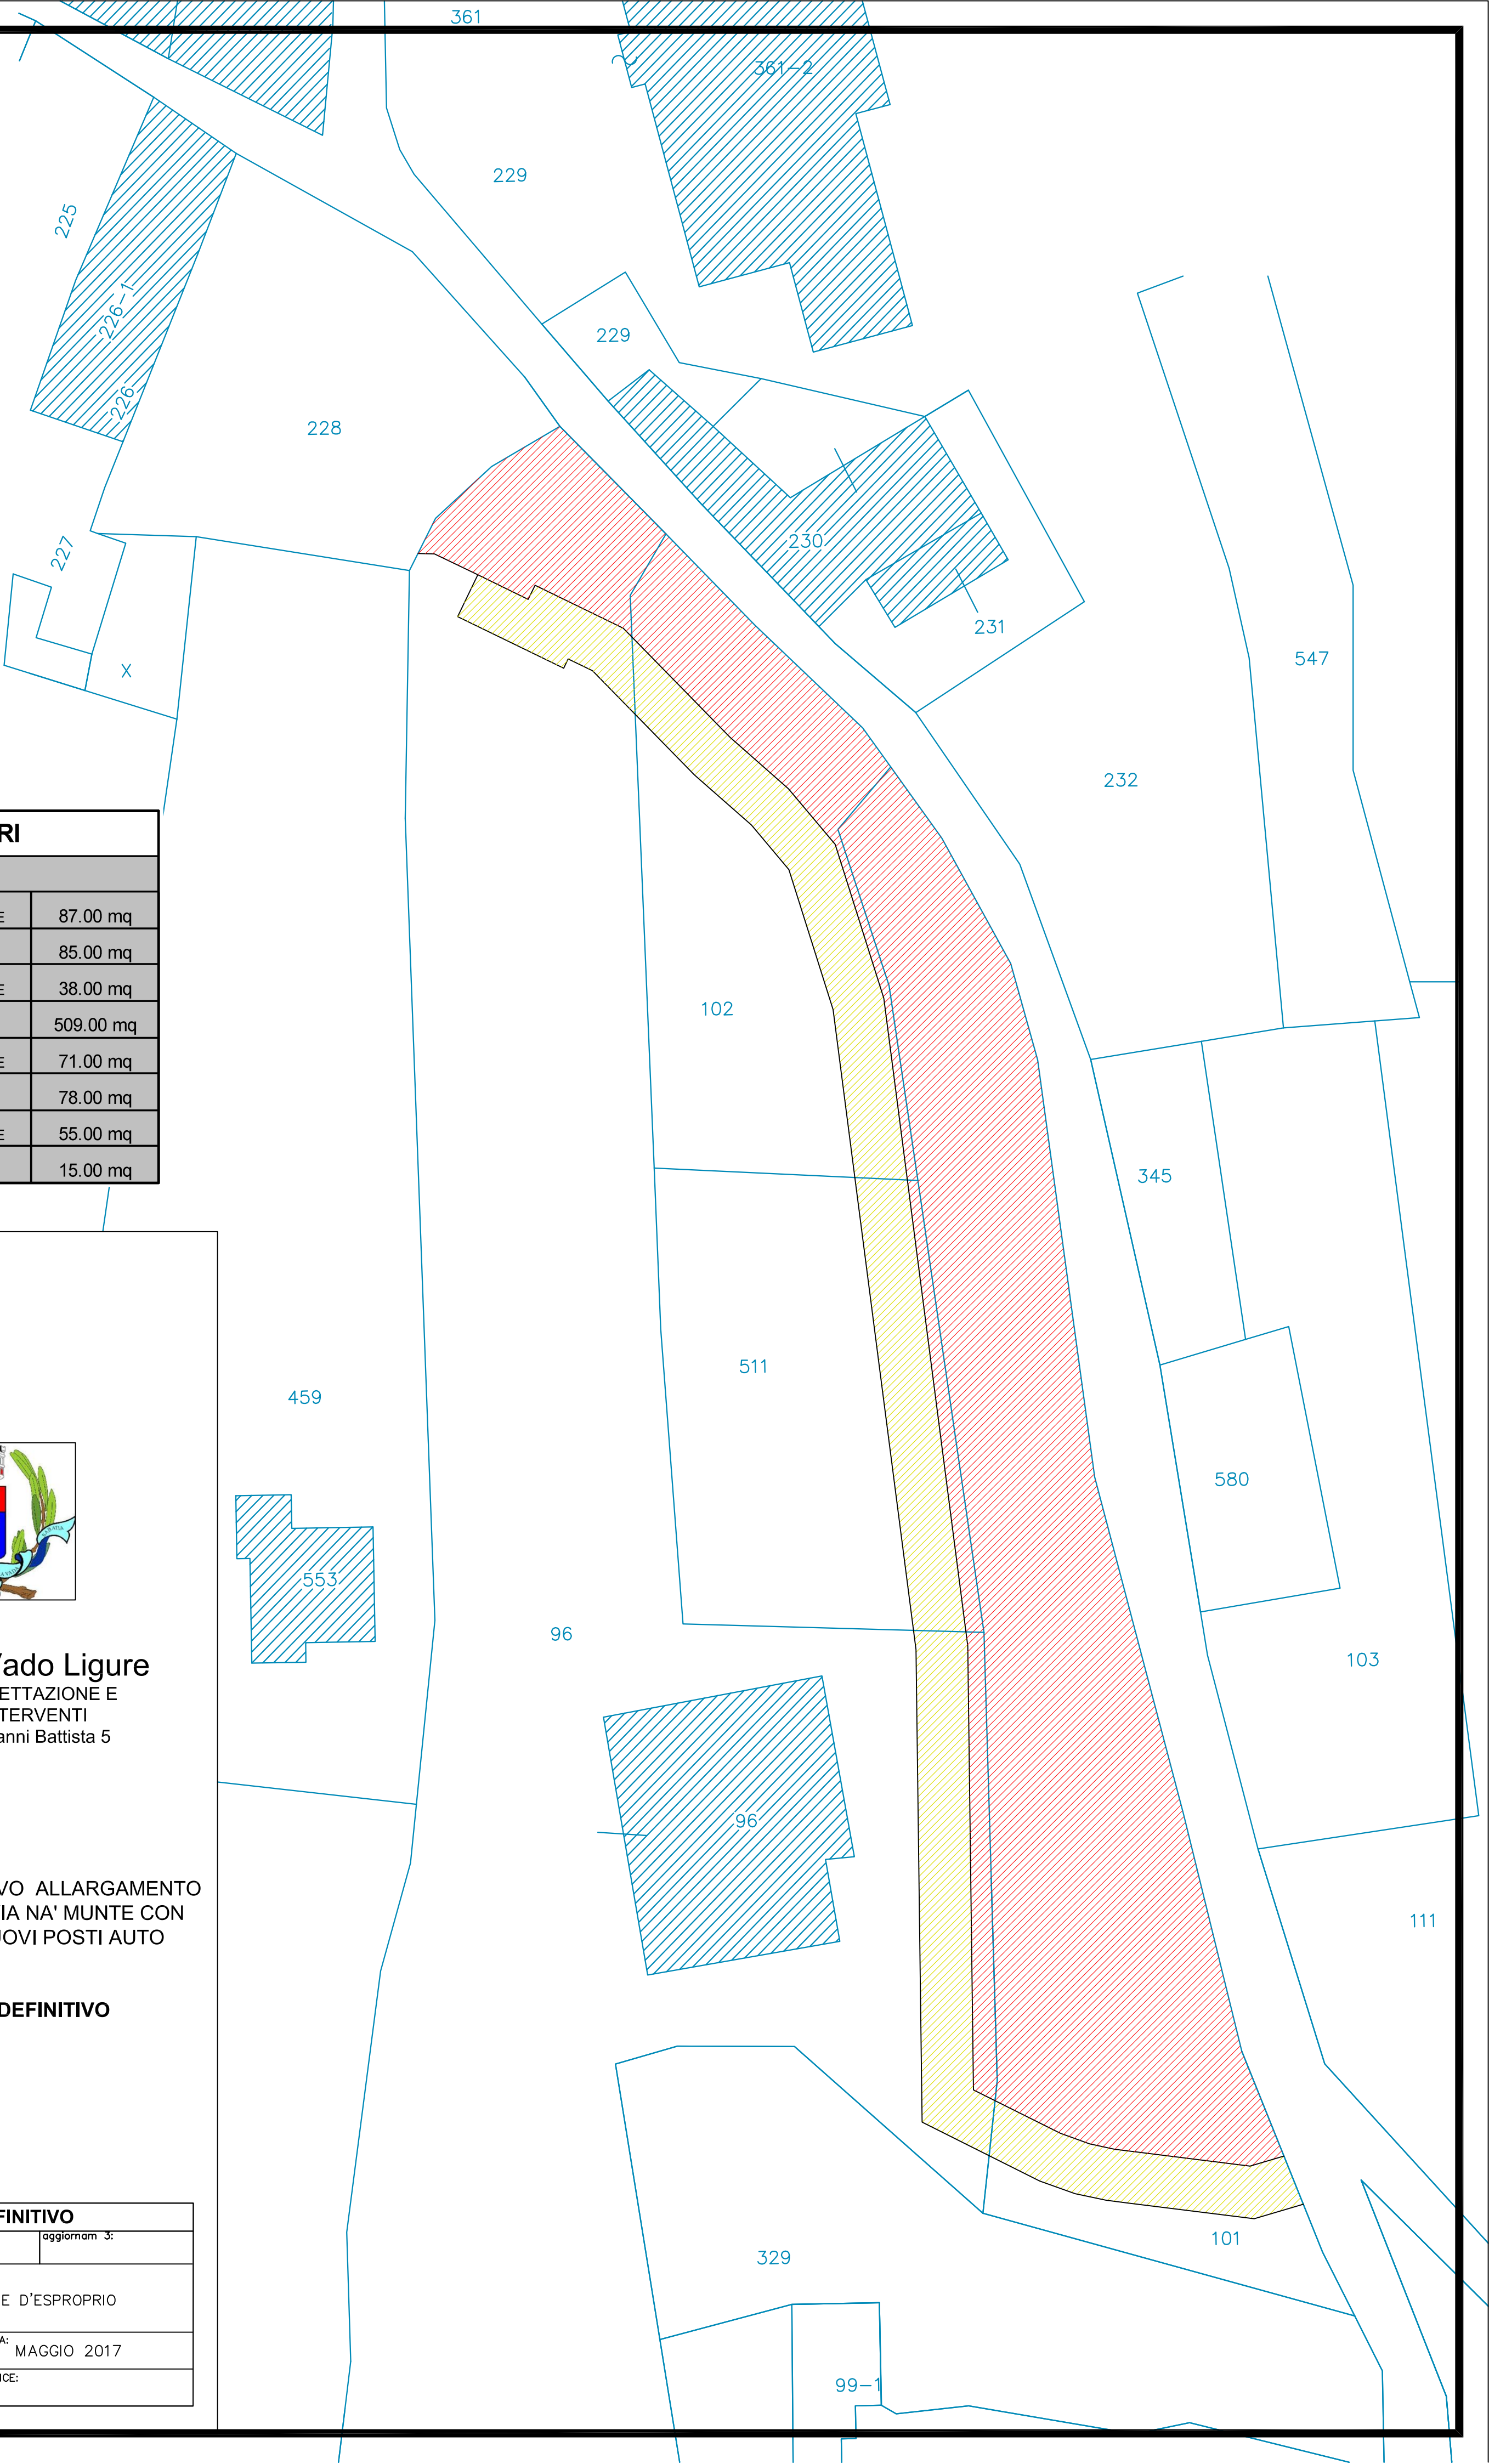 361
361-2
229
225
226-1
226
229
228
230
227
231
X
547
232
RI
E 87.00 mq
85.00 mq
E 38.00 mq
509.00 mq
E 71.00 mq
78.00 mq
E 55.00 mq
15.00 mq
102
345
511
459
580
553
96
103
96
111
Vado Ligure
ETTAZIONE E
TERVENTI
anni Battista 5
VO ALLARGAMENTO
VIA NA' MUNTE CON
UOVI POSTI AUTO
DEFINITIVO
FINITIVO
aggiornam 3:
E D'ESPROPRIO
A: MAGGIO 2017
ICE:
101
329
99-1